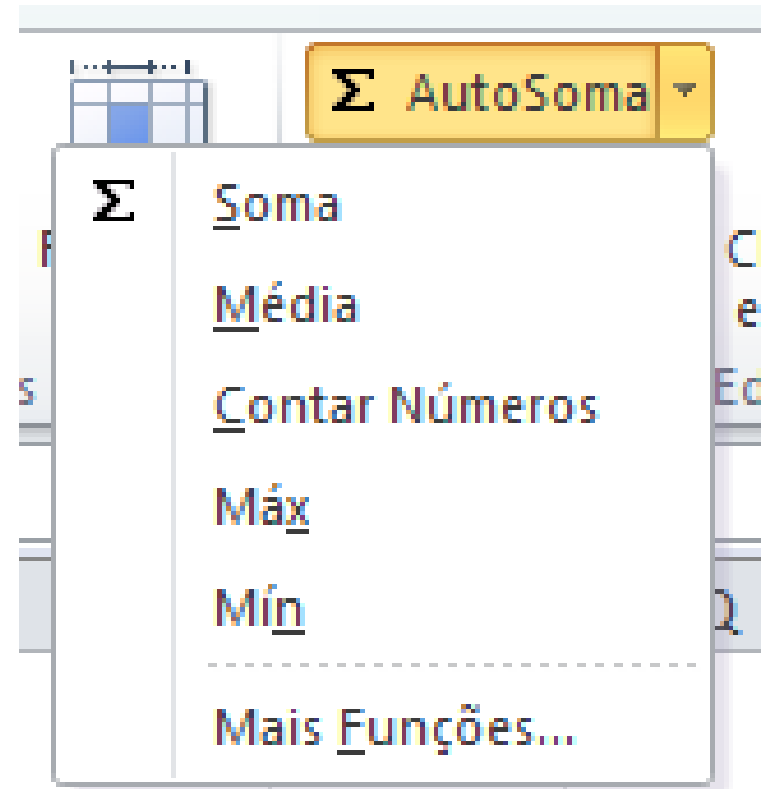 Σ AutoSoma
Σ Soma
Média
Contar Números
Máx
Mín
Mais Funções...